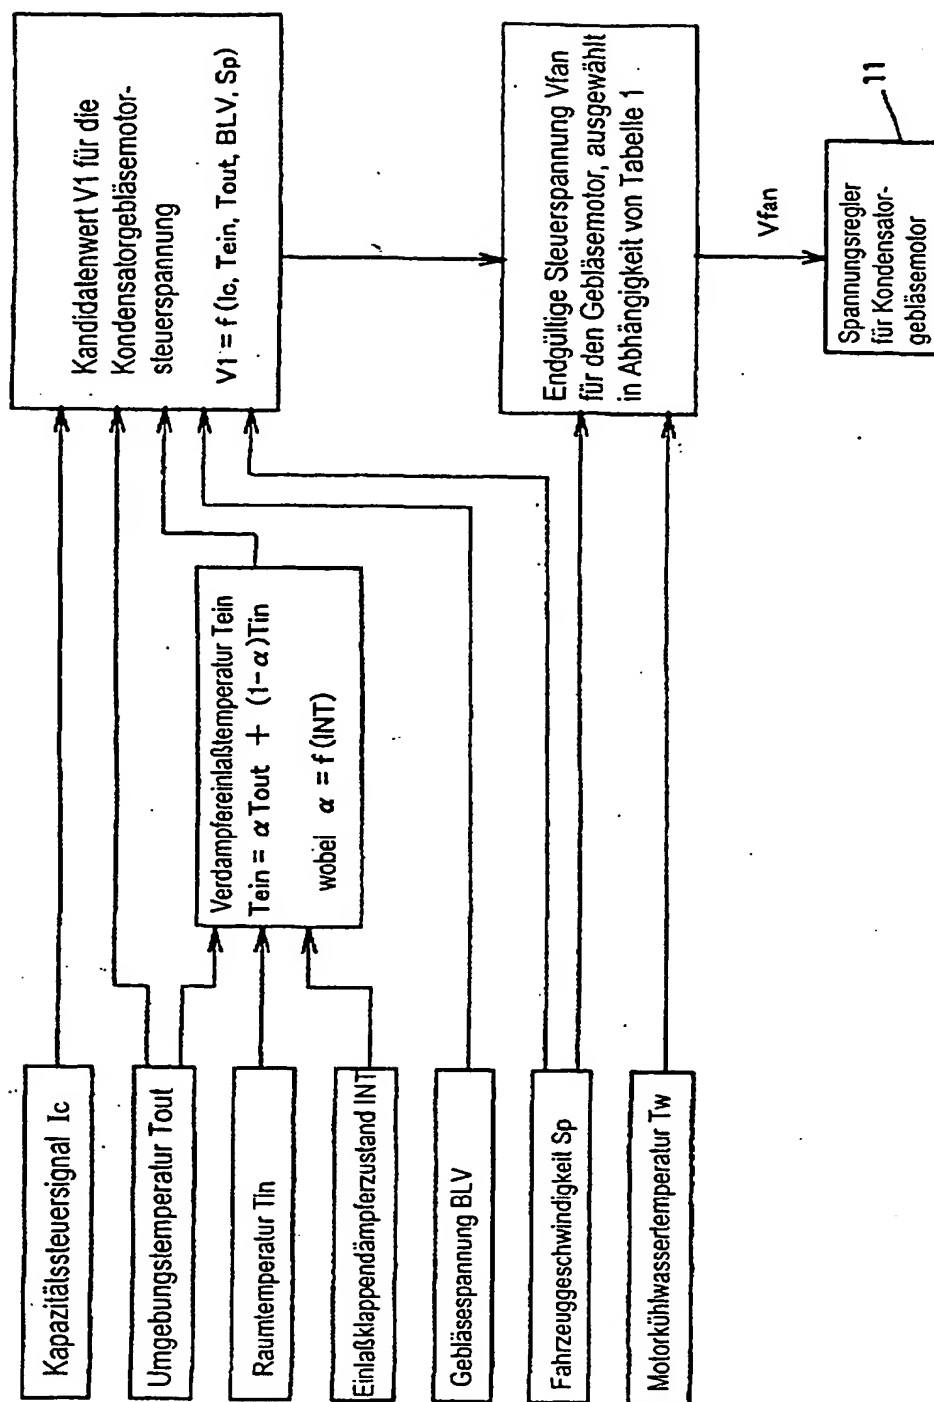 Kapazitätssteuersignal Ic
Umgebungstemperatur Tout
Raumtemperatur Tin
Einlaßklappendämpferzustand INT
Gebläsespannung BLV
Fahrzeuggeschwindigkeit Sp
Motorkühlwassertemperatur Tw
Verdampfereinlaßtemperatur Tein
Tein = α Tout + (1-α)Tin
wobei α = f(INT)
Kandidatenwert V1 für die
Kondensatorgebläsemotor-
steuerspannung
V1 = f (Ic, Tein, Tout, BLV, Sp)
Endgültige Steuerspannung Vfan
für den Gebläsemotor, ausgewählt
in Abhängigkeit von Tabelle 1
Vfan
Spannungsregler
für Kondensator-
gebläsemotor
11